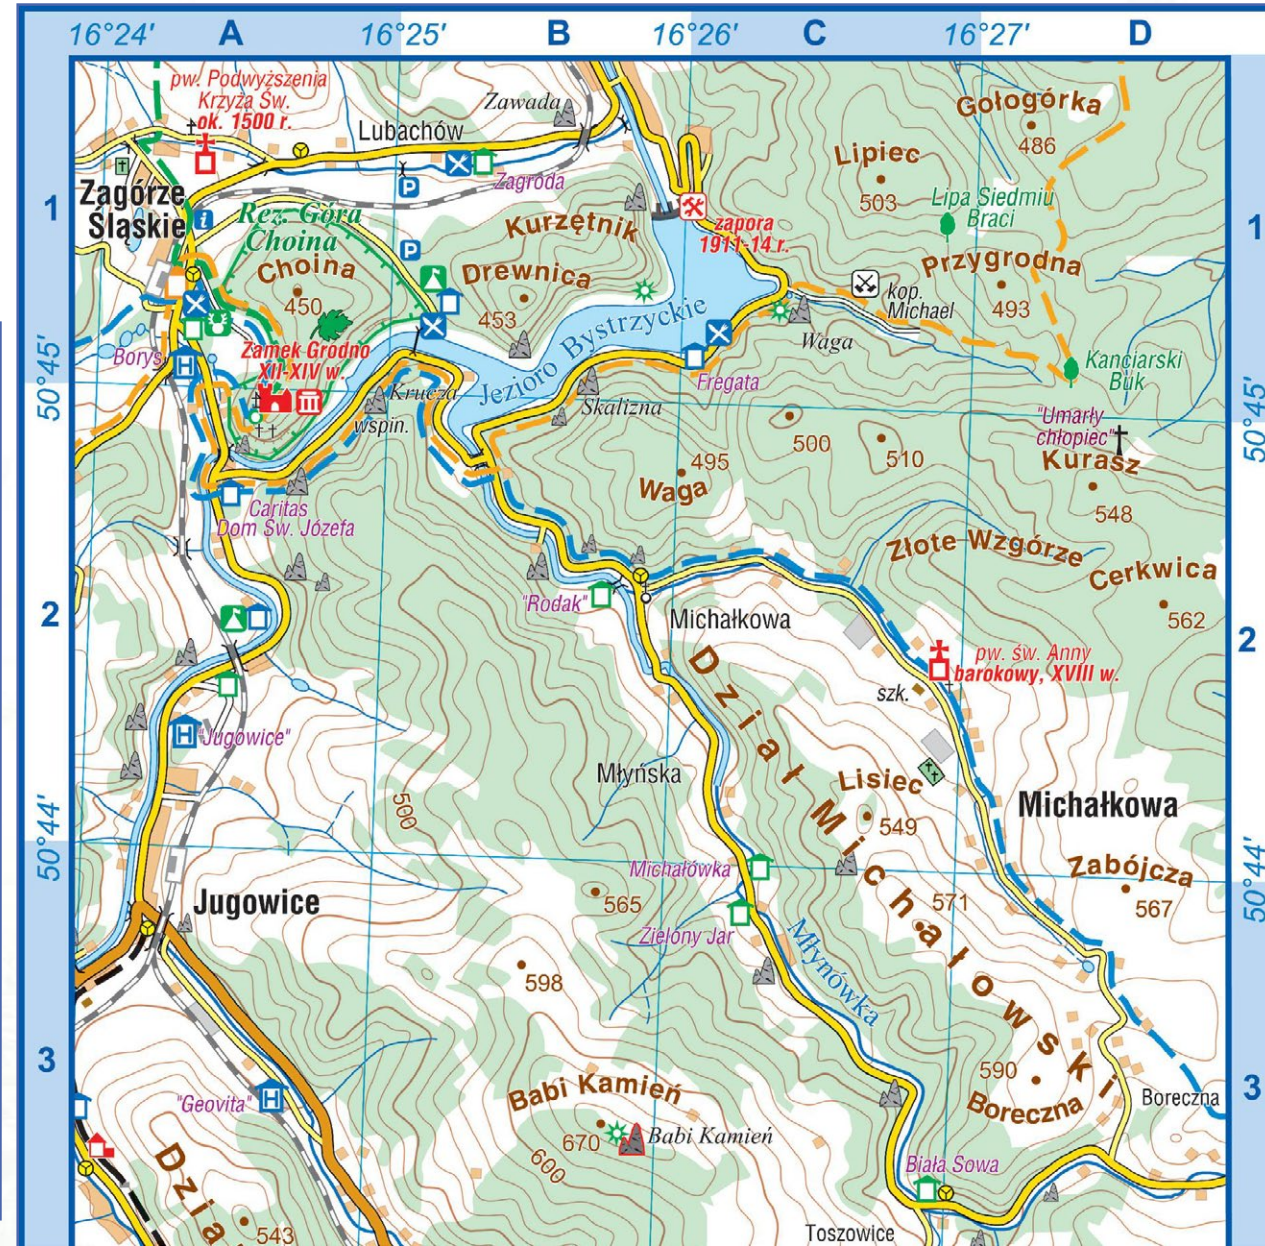 16°24' A 16°25' B 16°26' C 16°27' D
1
2
3
1
2
3
50°45'
50°44'
50°45'
50°44'
pw. Podwyższenia
Krzyża Św.
ok. 1500 r.
Zawada
Lubachów
Zagroda
Zagórze
Śląskie
i
P
P
Rez. Góra
Choina
Choina
450
Kurzętnik
Drewnica
453
zapora
1911-14 r.
Lipiec
503
Gołogórka
486
Lipa Siedmiu
Braci
Przygrodna
493
kop.
Michael
Waga
Kanciarski
Buk
"Umarły
chłopiec"
Kurasz
548
Borys
H
Zamek Grodno
XII-XIV w.
Krucza
wspin.
Jezioro Bystrzyckie
Skalizna
Fregata
500
510
495
Waga
Caritas
Dom Św. Józefa
Złote Wzgórze
Cerkwica
562
"Rodak"
Michałkowa
pw. św. Anny
barokowy, XVIII w.
szk.
H
"Jugowice"
Młyńska
500
Dział Michałowski
Lisiec
549
Michałkowa
Michałówka
Zabójcza
567
571
565
Zielony Jar
Jugowice
Młynówka
598
590
Boreczna
Boreczna
"Geovita"
H
Babi Kamień
670
Babi Kamień
600
Biała Sowa
Dzia
543
Toszowice